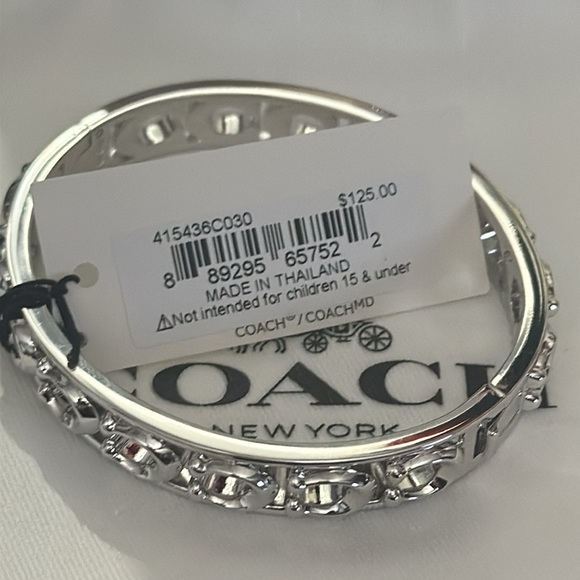 415436C030
$125.00
8 89295 65752 2
MADE IN THAILAND
⚠Not intended for children 15 & under
COACH®/COACHMD
COACH
NEW YORK